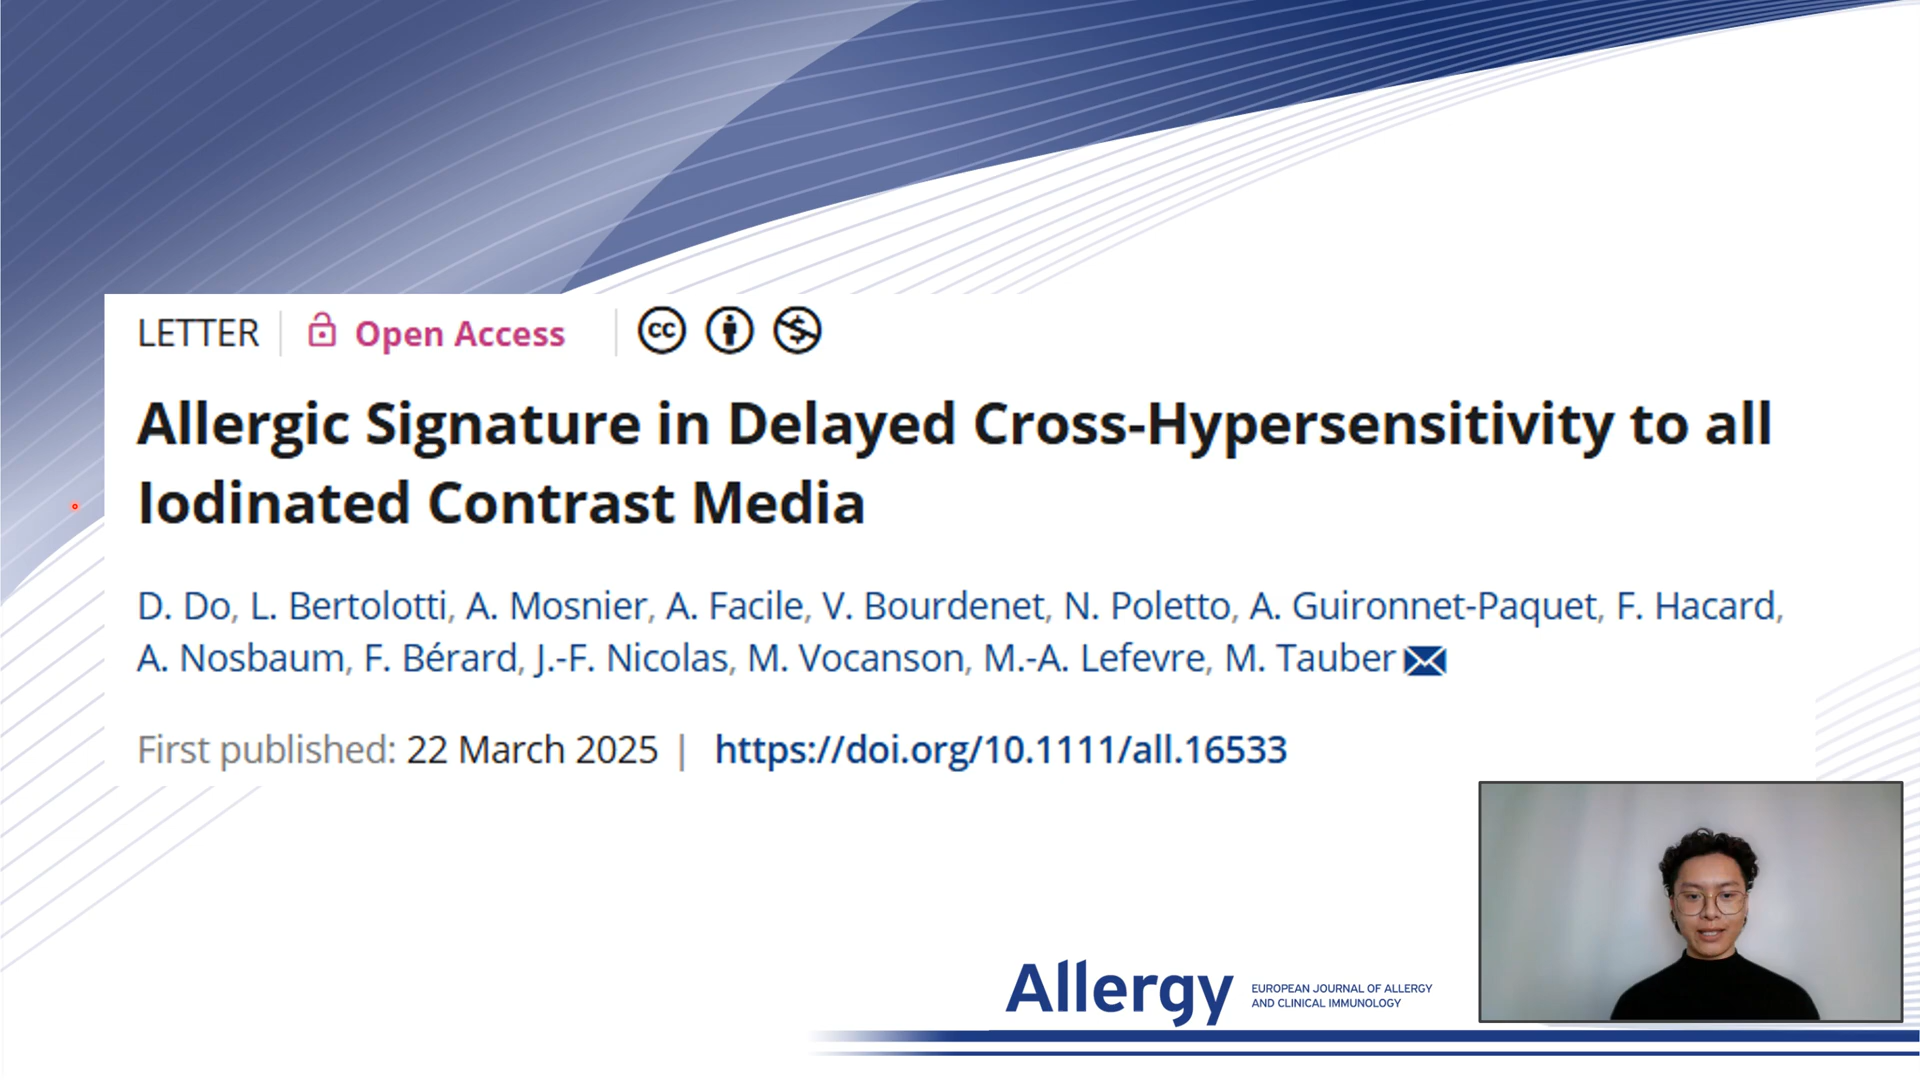 LETTER Open Access cc
Allergic Signature in Delayed Cross-Hypersensitivity to all
Iodinated Contrast Media
D. Do, L. Bertolotti, A. Mosnier, A. Facile, V. Bourdenet, N. Poletto, A. Guironnet-Paquet, F. Hacard,
A. Nosbaum, F. Bérard, J.-F. Nicolas, M. Vocanson, M.-A. Lefevre, M. Tauber
First published: 22 March 2025 | https://doi.org/10.1111/all.16533
Allergy
EUROPEAN JOURNAL OF ALLERGY
AND CLINICAL IMMUNOLOGY